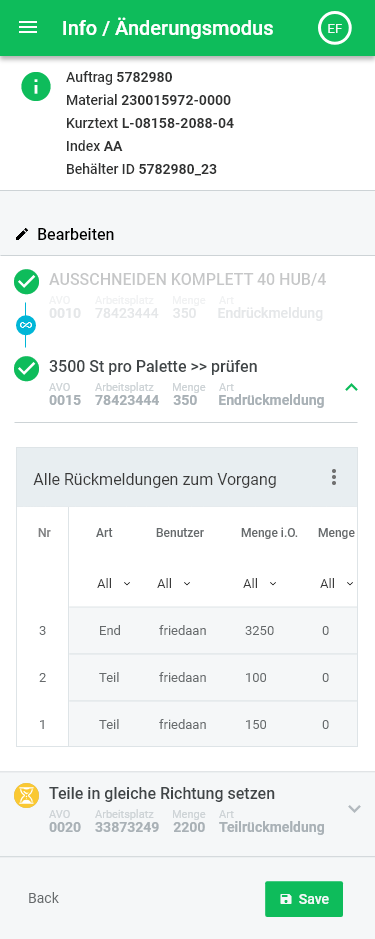 Info / Änderungsmodus
EF
Auftrag 5782980
Material 230015972-0000
Kurztext L-08158-2088-04
Index AA
Behälter ID 5782980_23
Bearbeiten
AUSSCHNEIDEN KOMPLETT 40 HUB/4
AVO Arbeitsplatz Menge Art
0010 78423444 350 Endrückmeldung
3500 St pro Palette >> prüfen
AVO Arbeitsplatz Menge Art
0015 78423444 350 Endrückmeldung
Alle Rückmeldungen zum Vorgang
Nr Art Benutzer Menge i.O. Menge
All All All All
3 End friedaan 3250 0
2 Teil friedaan 100 0
1 Teil friedaan 150 0
Teile in gleiche Richtung setzen
AVO Arbeitsplatz Menge Art
0020 33873249 2200 Teilrückmeldung
Back Save